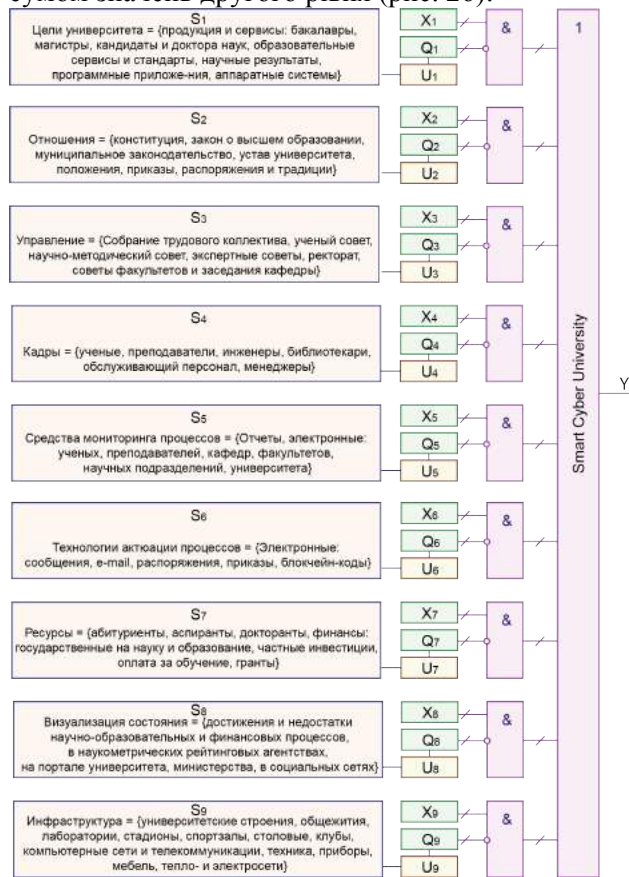 сумом значень другого рівня (рис. 20).
S1
Цели университета = {продукция и сервисы: бакалавры,
магистры, кандидаты и доктора наук, образовательные
сервисы и стандарты, научные результаты,
программные приложе-ния, аппаратные системы}
X1
Q1
U1
&
1
S2
Отношения = {конституция, закон о высшем образовании,
муниципальное законодательство, устав университета,
положения, приказы, распоряжения и традиции}
X2
Q2
U2
&
S3
Управление = {Собрание трудового коллектива, ученый совет,
научно-методический совет, экспертные советы, ректорат,
советы факультетов и заседания кафедры}
X3
Q3
U3
&
S4
Кадры = {ученые, преподаватели, инженеры, библиотекари,
обслуживающий персонал, менеджеры}
X4
Q4
U4
&
Smart Cyber University
Y
S5
Средства мониторинга процессов = {Отчеты, электронные:
ученых, преподавателей, кафедр, факультетов,
научных подразделений, университета}
X5
Q5
U5
&
S6
Технологии актюации процессов = {Электронные:
сообщения, e-mail, распоряжения, приказы, блокчейн-коды}
X6
Q6
U6
&
S7
Ресурсы = {абитуриенты, аспиранты, докторанты, финансы:
государственные на науку и образование, частные инвестиции,
оплата за обучение, гранты}
X7
Q7
U7
&
S8
Визуализация состояния = {достижения и недостатки
научно-образовательных и финансовых процессов,
в наукометрических рейтинговых агентствах,
на портале университета, министерства, в социальных сетях}
X8
Q8
U8
&
S9
Инфраструктура = {университетские строения, общежития,
лаборатории, стадионы, спортзалы, столовые, клубы,
компьютерные сети и телекоммуникации, техника, приборы,
мебель, тепло- и электросети}
X9
Q9
U9
&